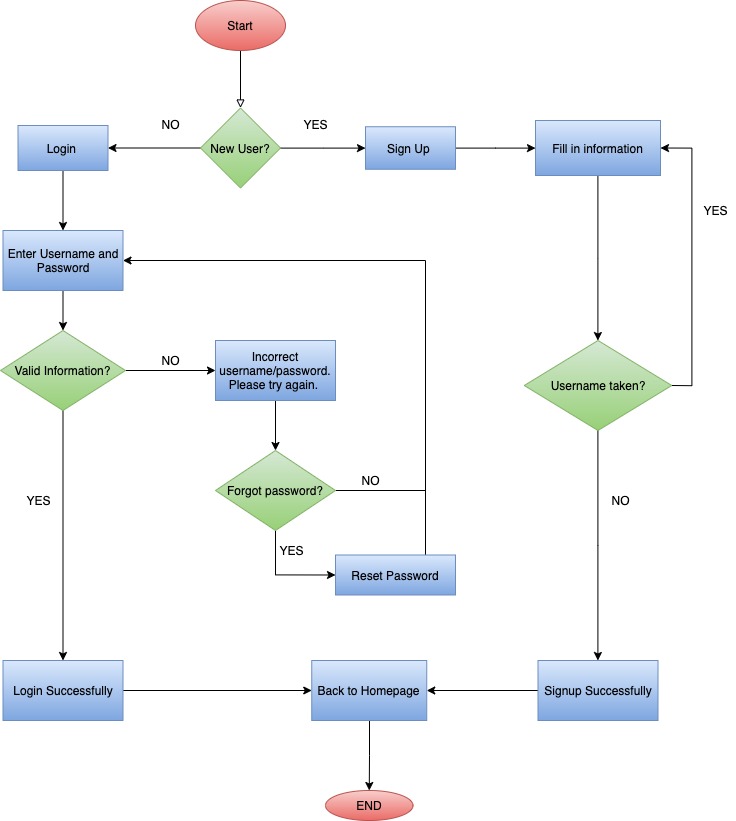 Start
NO
YES
Login
New User?
Sign Up
Fill in information
YES
Enter Username and
Password
Valid Information?
NO
Incorrect
username/password.
Please try again.
Username taken?
YES
Forgot password?
NO
NO
YES
Reset Password
Login Successfully
Back to Homepage
Signup Successfully
END